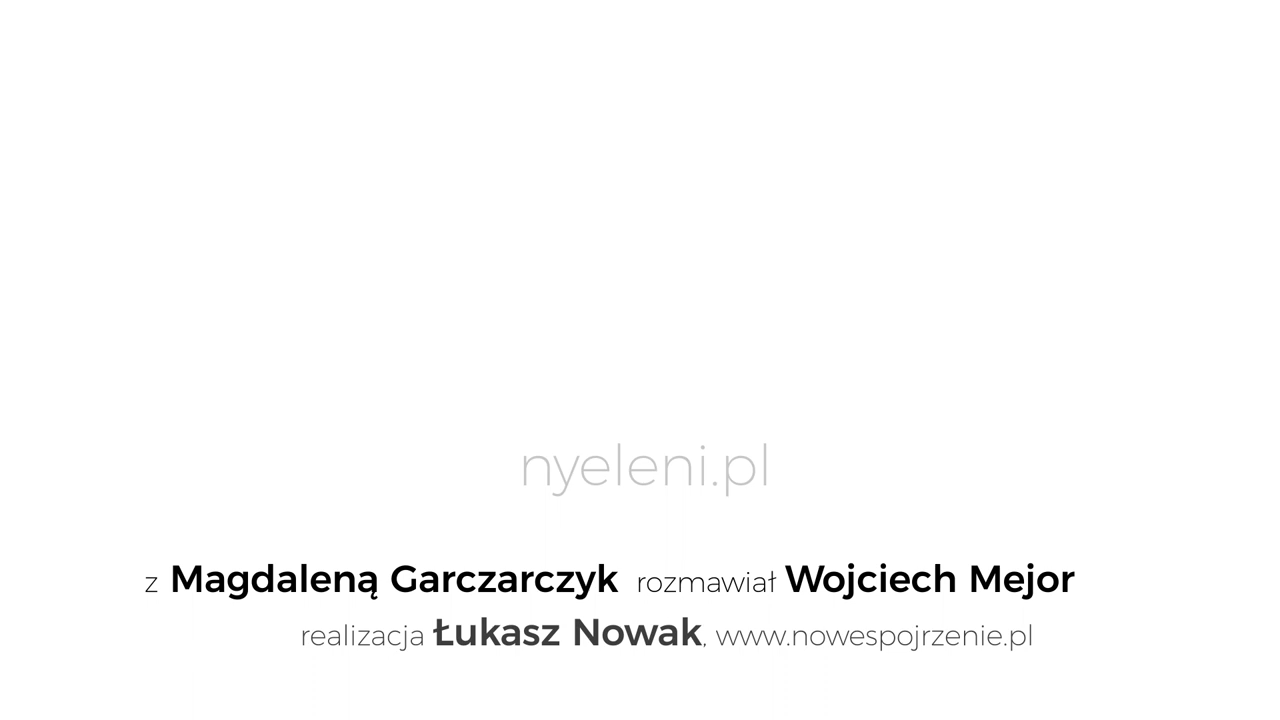 nyeleni.pl
z Magdaleną Garczarczyk rozmawiał Wojciech Mejor
realizacja Łukasz Nowak, www.nowespojrzenie.pl